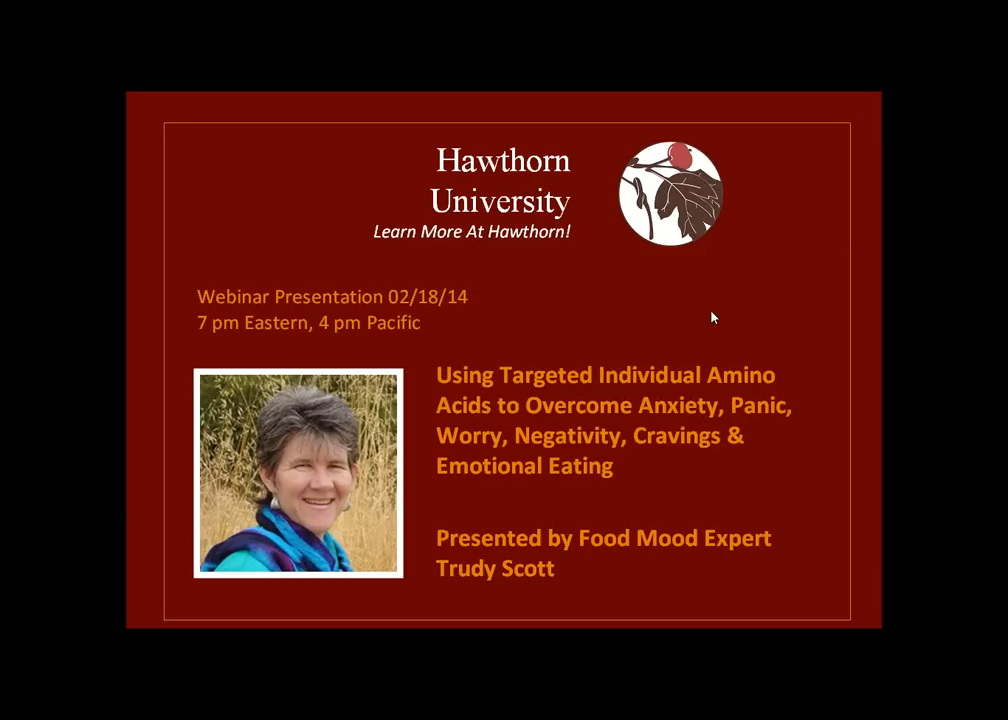 Hawthorn
University
Learn More At Hawthorn!
Webinar Presentation 02/18/14
7 pm Eastern, 4 pm Pacific
Using Targeted Individual Amino
Acids to Overcome Anxiety, Panic,
Worry, Negativity, Cravings &
Emotional Eating
Presented by Food Mood Expert
Trudy Scott